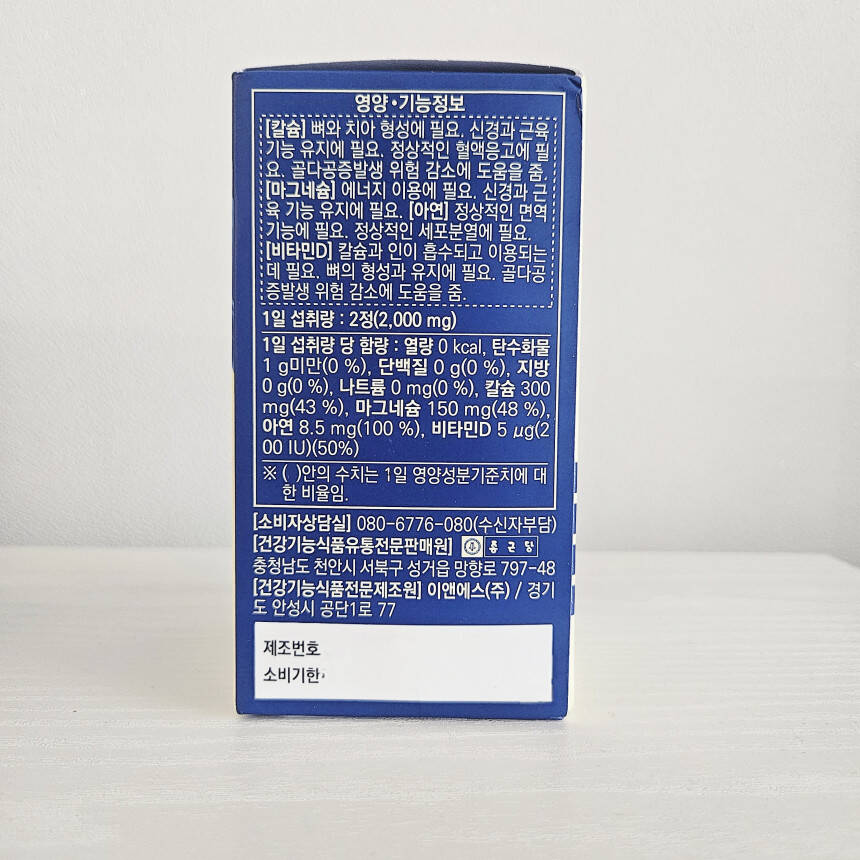 영양•기능정보
[칼슘] 뼈와 치아 형성에 필요. 신경과 근육
기능 유지에 필요. 정상적인 혈액응고에 필
요. 골다공증발생 위험 감소에 도움을 줌.
[마그네슘] 에너지 이용에 필요. 신경과 근
육 기능 유지에 필요. [아연] 정상적인 면역
기능에 필요. 정상적인 세포분열에 필요.
[비타민D] 칼슘과 인이 흡수되고 이용되는
데 필요. 뼈의 형성과 유지에 필요. 골다공
증발생 위험 감소에 도움을 줌.
1일 섭취량 : 2정(2,000 mg)
1일 섭취량 당 함량 : 열량 0 kcal, 탄수화물
1 g미만(0 %), 단백질 0 g(0 %), 지방
0 g(0 %), 나트륨 0 mg(0 %), 칼슘 300
mg(43 %), 마그네슘 150 mg(48 %),
아연 8.5 mg(100 %), 비타민D 5 μg(2
00 IU)(50%)
※ ( )안의 수치는 1일 영양성분기준치에 대
한 비율임.
[소비자상담실] 080-6776-080(수신자부담)
[건강기능식품유통전문판매원] 종근당
충청남도 천안시 서북구 성거읍 망향로 797-48
[건강기능식품전문제조원] 이앤에스(주) / 경기
도 안성시 공단1로 77
제조번호
소비기한